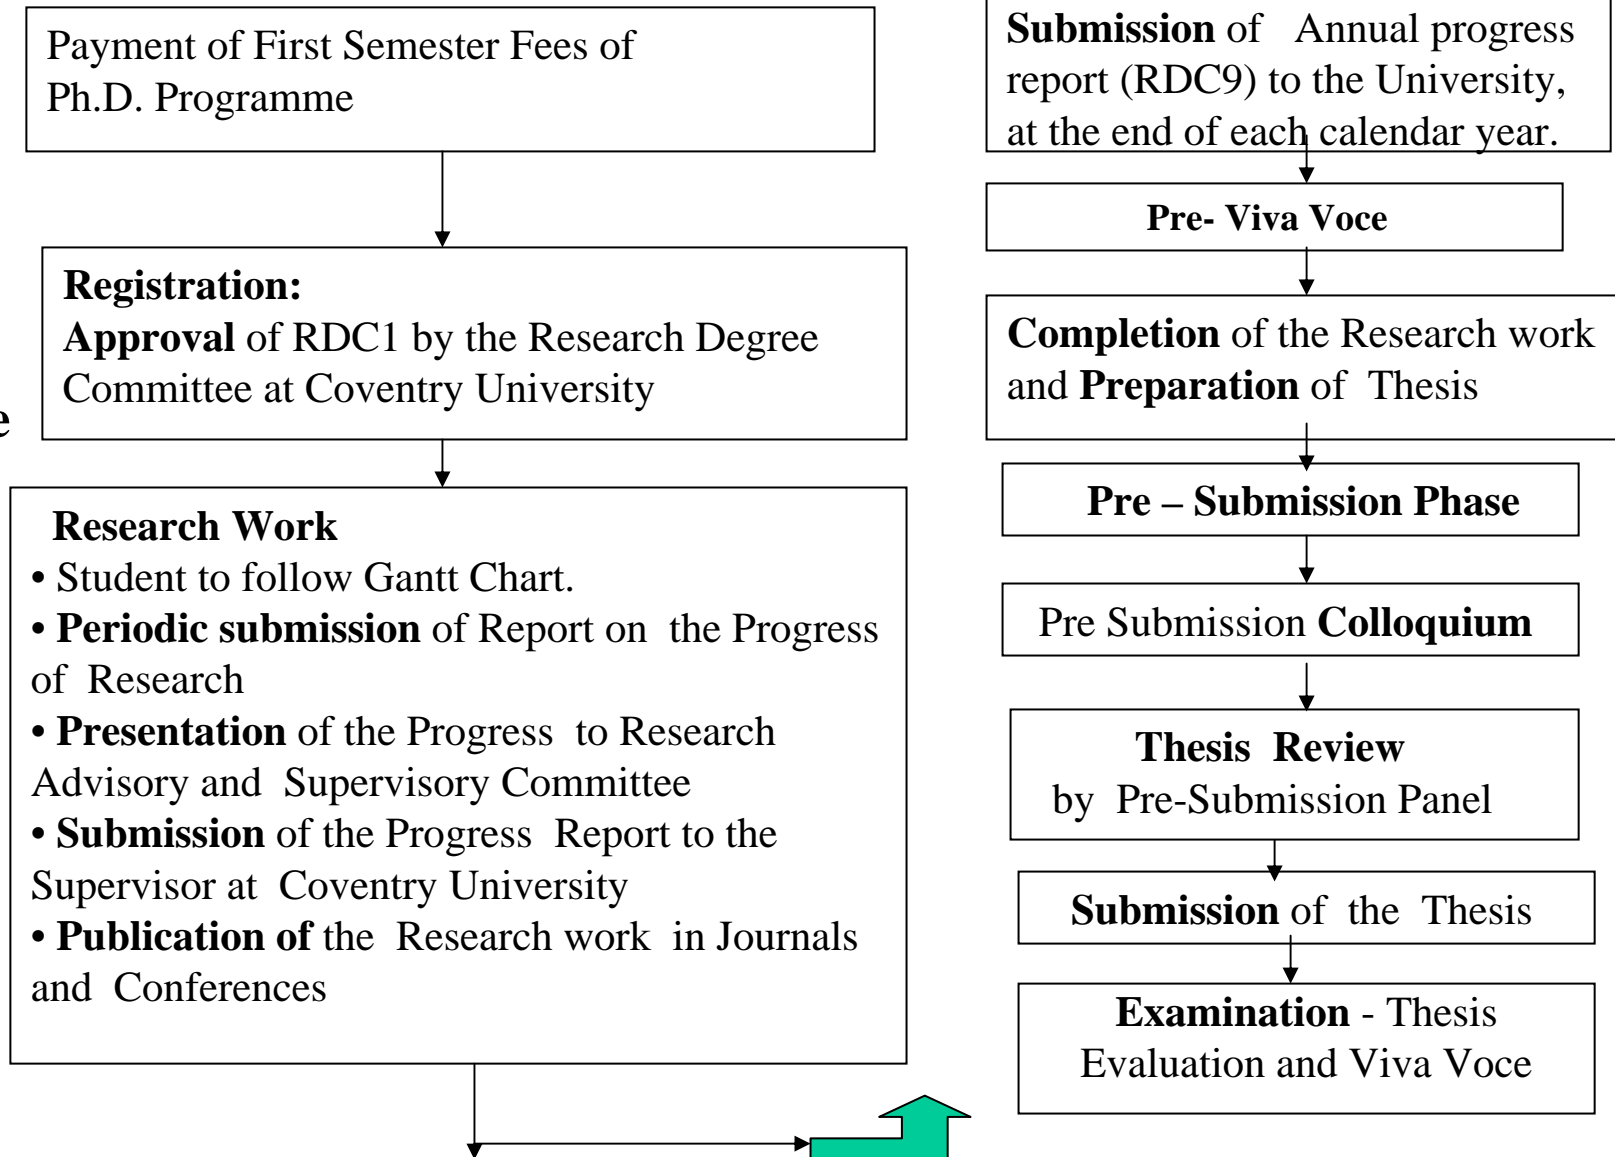 Payment of First Semester Fees of
Ph.D. Programme
Registration:
Approval of RDC1 by the Research Degree
Committee at Coventry University
e
Research Work
• Student to follow Gantt Chart.
• Periodic submission of Report on the Progress
of Research
• Presentation of the Progress to Research
Advisory and Supervisory Committee
• Submission of the Progress Report to the
Supervisor at Coventry University
• Publication of the Research work in Journals
and Conferences
Submission of Annual progress
report (RDC9) to the University,
at the end of each calendar year.
Pre- Viva Voce
Completion of the Research work
and Preparation of Thesis
Pre – Submission Phase
Pre Submission Colloquium
Thesis Review
by Pre-Submission Panel
Submission of the Thesis
Examination - Thesis
Evaluation and Viva Voce